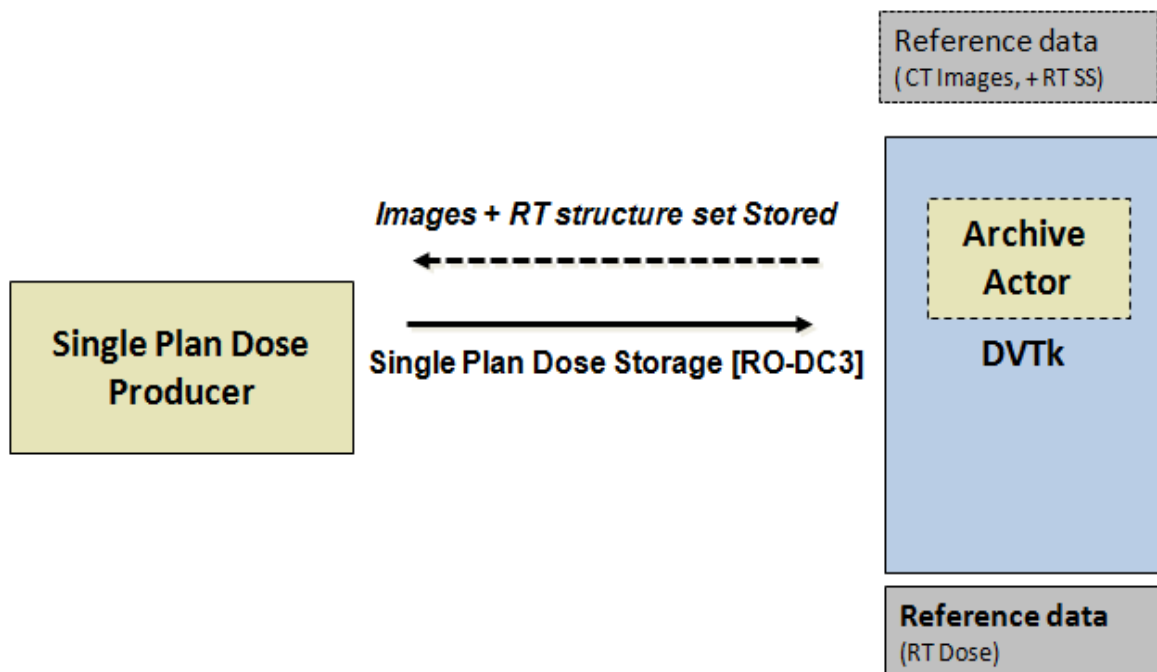 Reference data
( CT Images, + RT SS)
Images + RT structure set Stored
Archive
Actor
Single Plan Dose
Producer
Single Plan Dose Storage [RO-DC3]
DVTk
Reference data
(RT Dose)